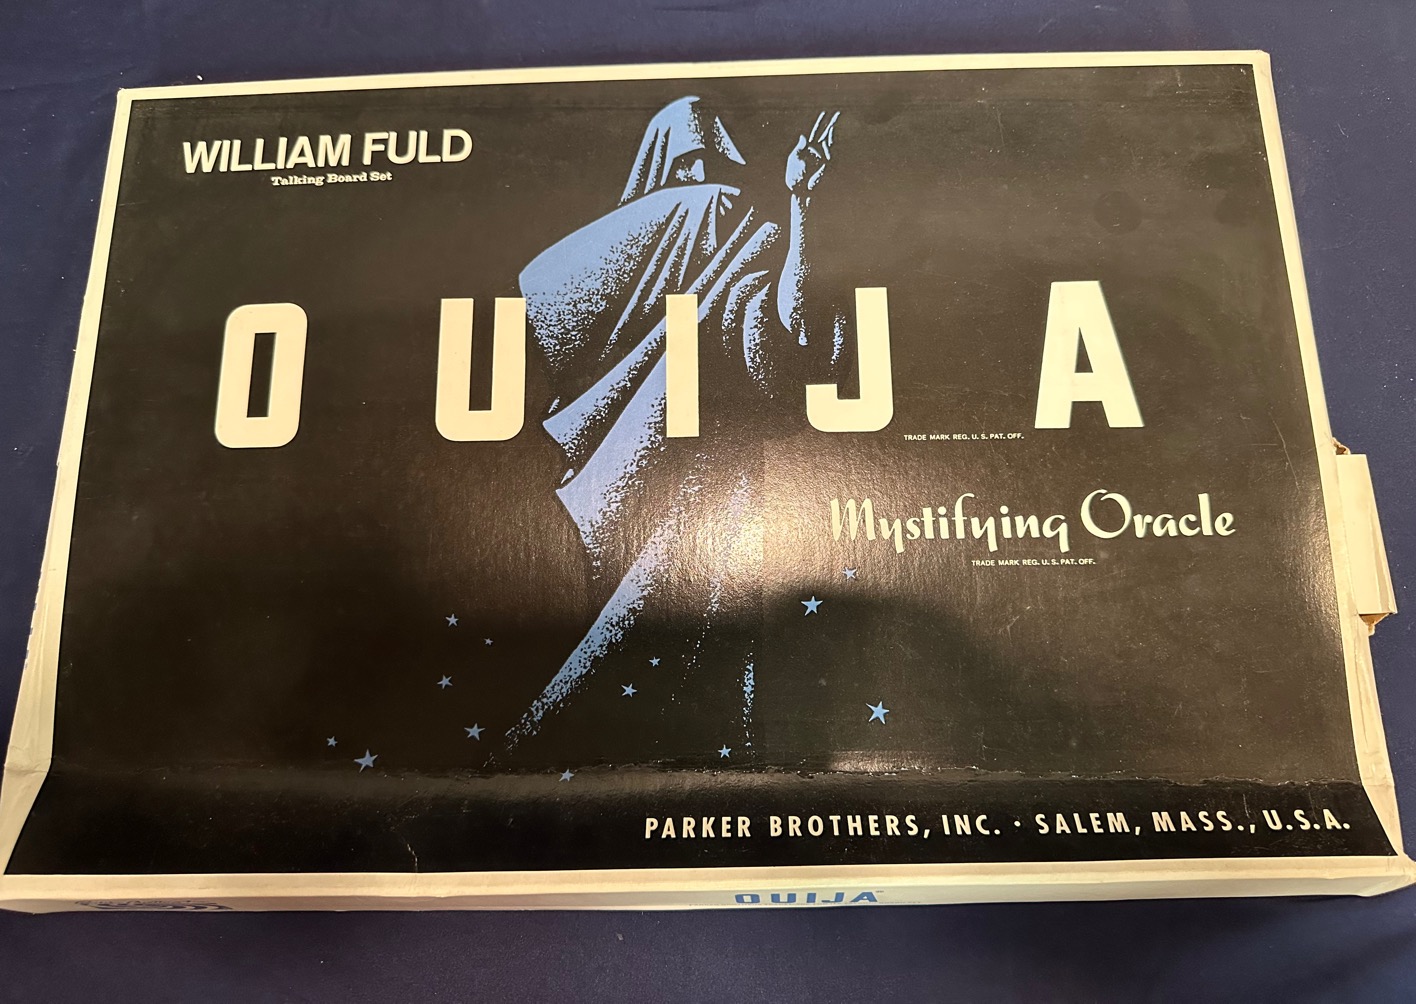 WILLIAM FULD
Talking Board Set
OUIJA
TRADE MARK REG. U. S. PAT. OFF.
Mystifying Oracle
TRADE MARK REG. U. S. PAT. OFF.
PARKER BROTHERS, INC. · SALEM, MASS., U.S.A.
OUIJA